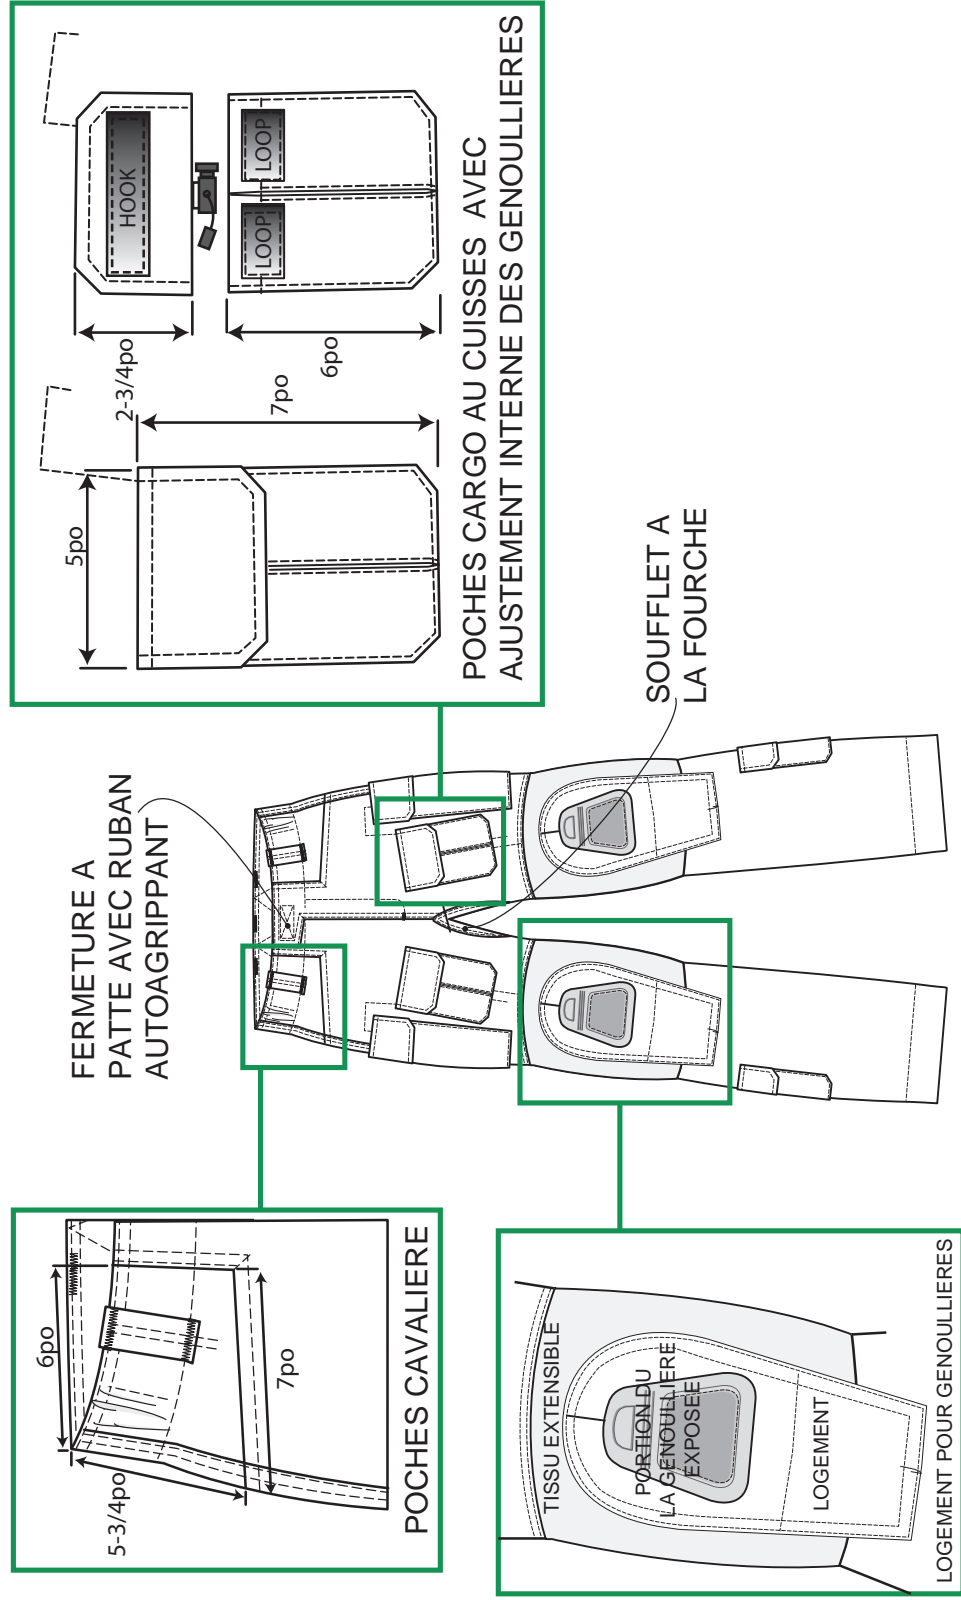 5-3/4po
6po
7po
POCHES CAVALIERE
FERMETURE A
PATTE AVEC RUBAN
AUTOAGRIPPANT
5po
7po
2-3/4po
6po
HOOK
LOOP
LOOP
POCHES CARGO AU CUISSES AVEC
AJUSTEMENT INTERNE DES GENOULLIERES
SOUFFLET A
LA FOURCHE
TISSU EXTENSIBLE
PORTION DU
LA GENOULLIERE
EXPOSEE
LOGEMENT
LOGEMENT POUR GENOULLIERES